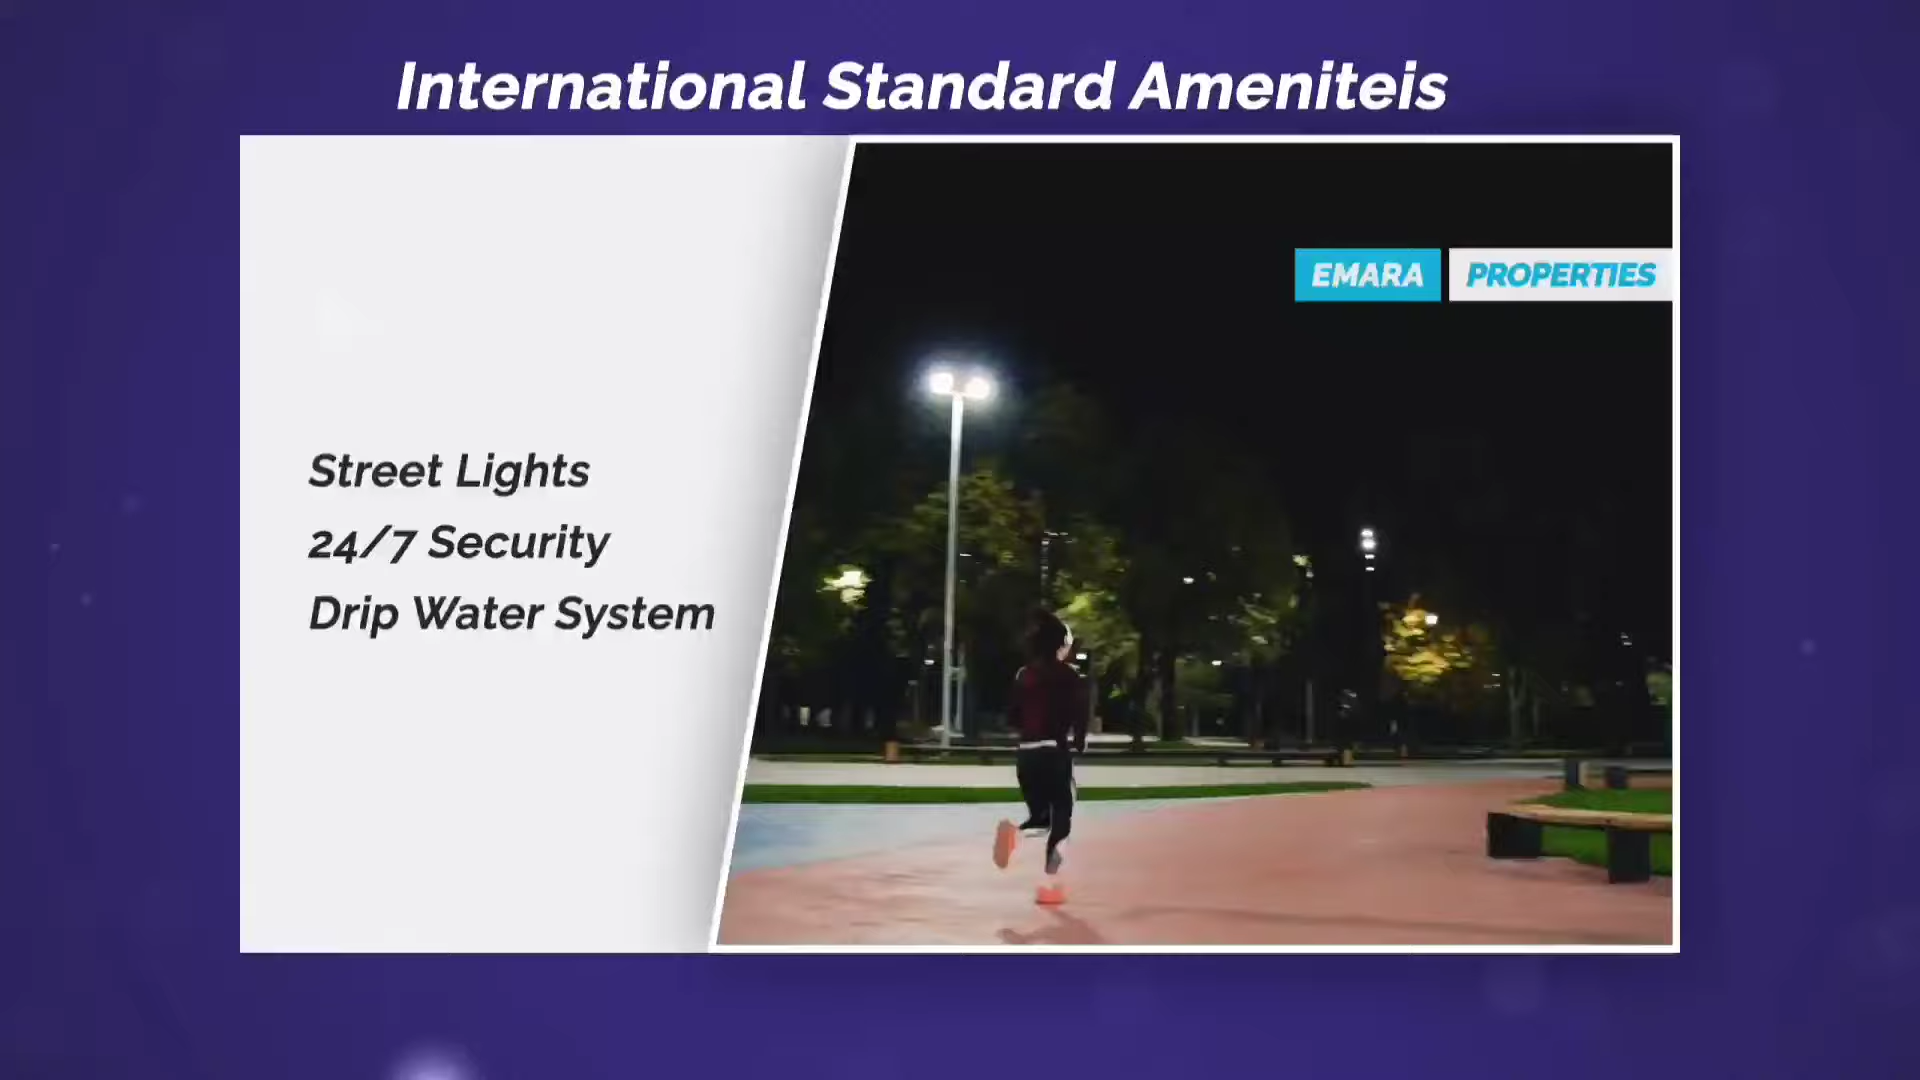 International Standard Ameniteis
EMARA PROPERTIES
Street Lights
24/7 Security
Drip Water System